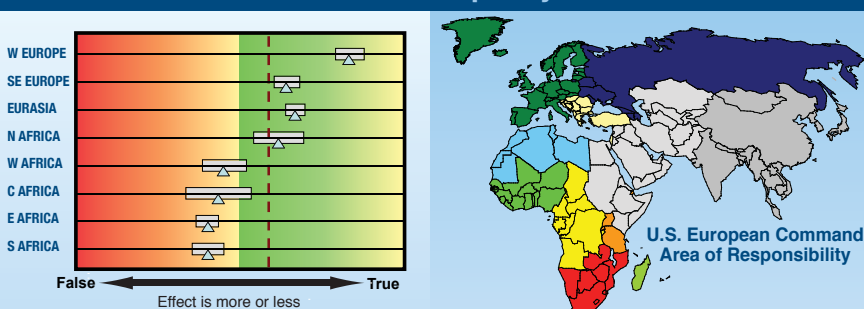 W EUROPE
SE EUROPE
EURASIA
N AFRICA
W AFRICA
C AFRICA
E AFRICA
S AFRICA
False
True
Effect is more or less
U.S. European Command
Area of Responsibility